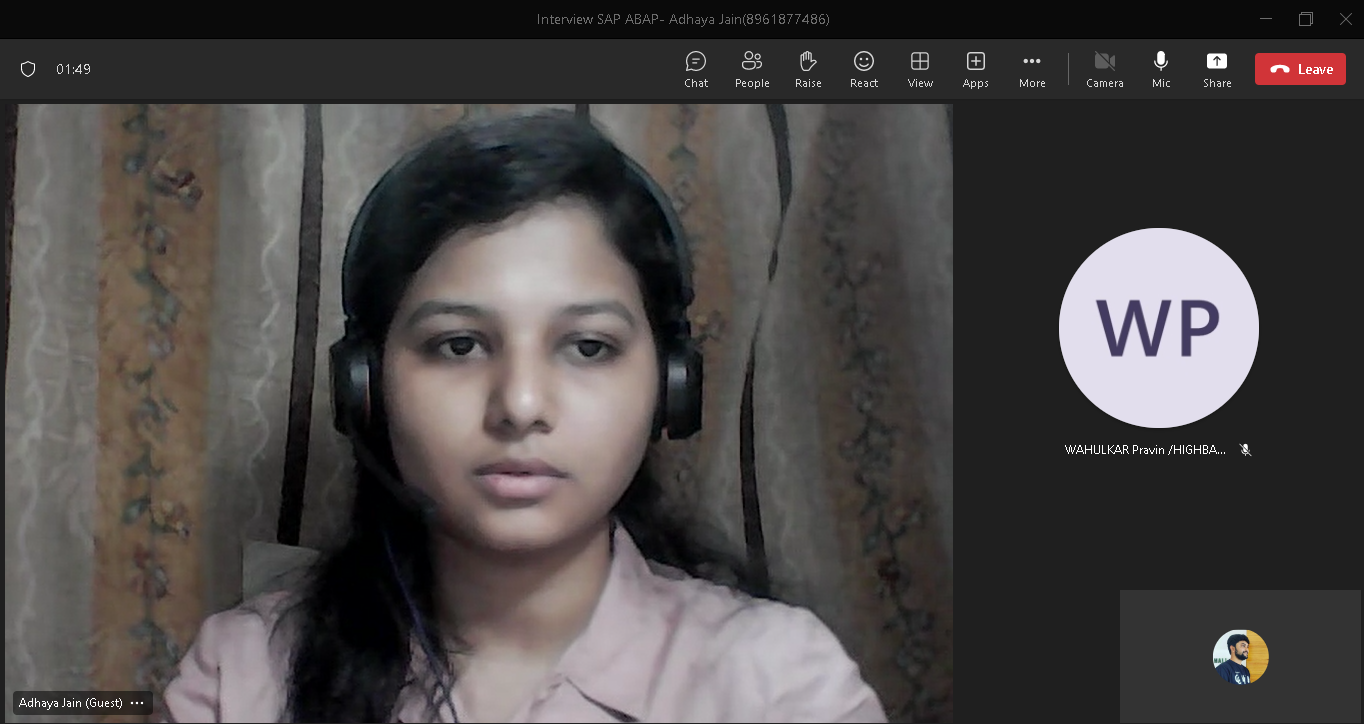 Interview SAP ABAP- Adhaya Jain(8961877486)
01:49
Chat
People
Raise
React
View
Apps
More
Camera
Mic
Share
Leave
WP
WAHULKAR Pravin /HIGHBA...
Adhaya Jain (Guest)